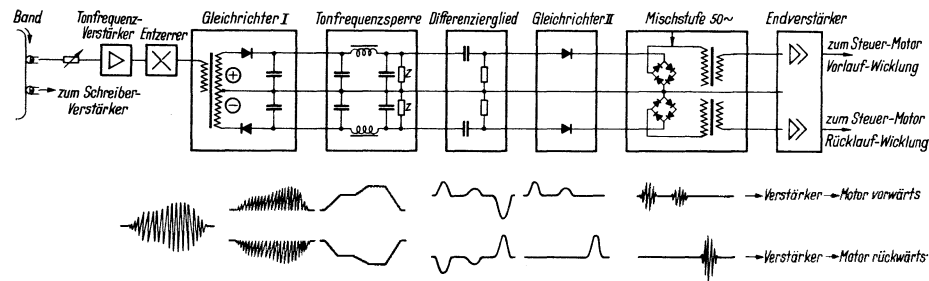 Band
Tonfrequenz-
Verstärker
Entzerrer
Gleichrichter I
Tonfrequenzsperre
Differenzierglied
Gleichrichter II
Mischstufe 50~
Endverstärker
+
−
Z
Z
zum Schreiber-
Verstärker
zum Steuer-Motor
Vorlauf-Wicklung
zum Steuer-Motor
Rücklauf-Wicklung
Verstärker → Motor vorwärts
Verstärker → Motor rückwärts